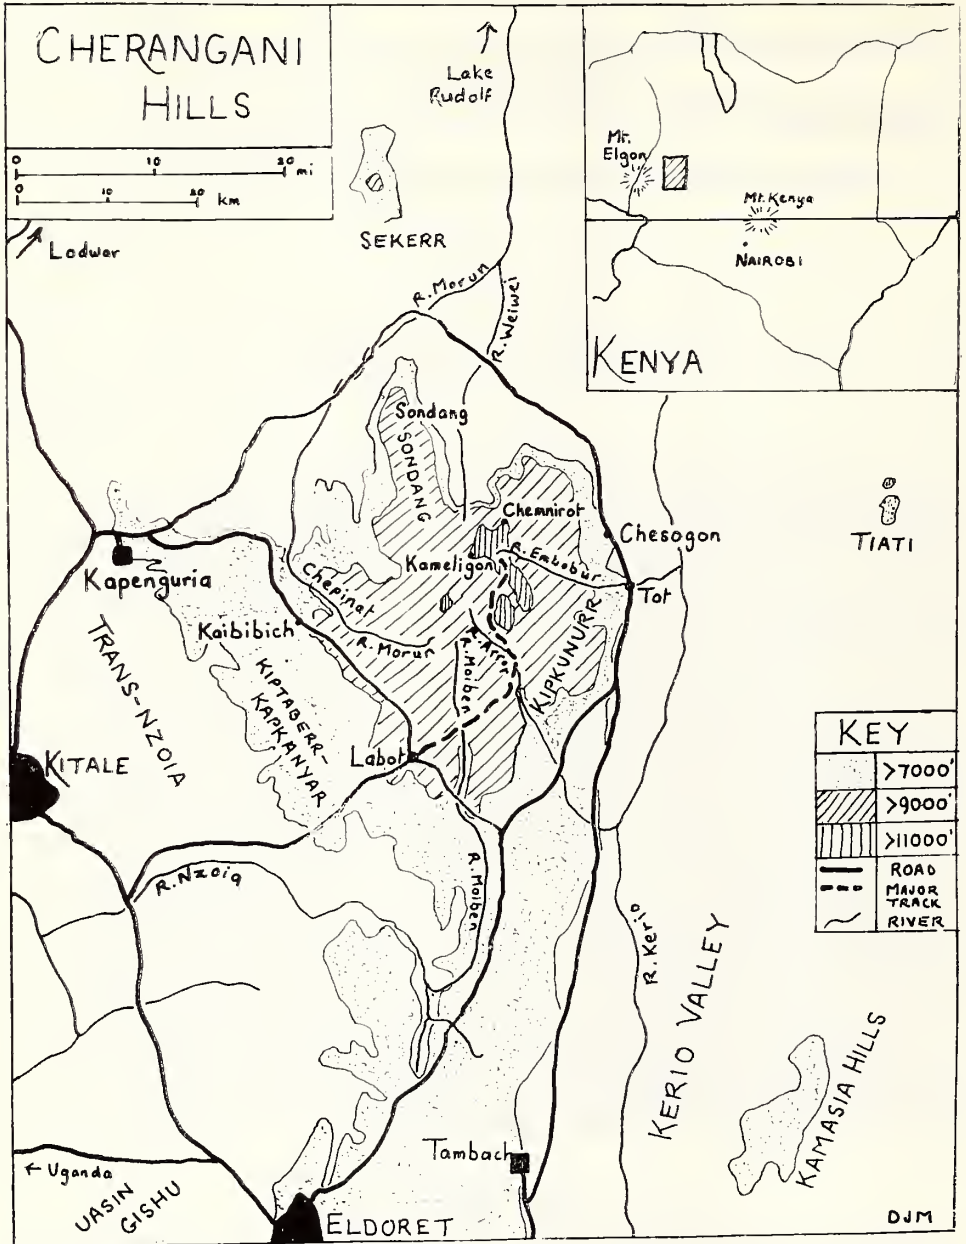 CHERANGANI
HILLS
0 10 20 mi
0 10 20 km
Lake
Rudolf
Lodwar
SEKERR
Mt.
Elgon
Mt. Kenya
NAIROBI
KENYA
R. Morun
R. Weiwei
Sondang
SONDANG
Chemnirot
Chesogon
TIATI
Kapenguria
Kameligon
R. Embobut
Tot
Chepinat
Kaibibich
R. Morun
R. Arror
R. Moiben
KIPKUNURR
TRANS-NZOIA
KIPTABERR-
KAPKANYAR
Labot
KITALE
KEY
>7000'
>9000'
>11000'
ROAD
MAJOR
TRACK
RIVER
R. Nzoia
R. Moiben
R. Kerio
KERIO VALLEY
KAMASIA HILLS
Tambach
← Uganda
UASIN
GISHU
ELDORET
DJM